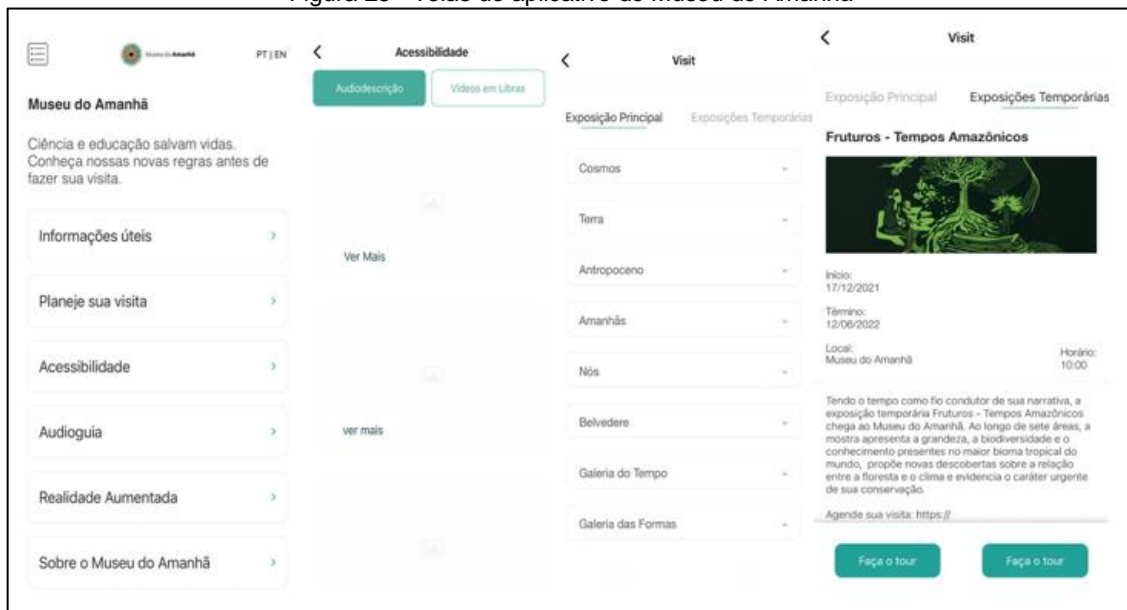 PT | EN
Museu do Amanhã
Museu do Amanhã
Ciência e educação salvam vidas.
Conheça nossas novas regras antes de
fazer sua visita.
Informações úteis
Planeje sua visita
Acessibilidade
Audioguia
Realidade Aumentada
Sobre o Museu do Amanhã
Acessibilidade
Audiodescrição
Vídeos em Libras
Ver Mais
ver mais
Visit
Exposição Principal
Exposições Temporárias
Cosmos
Terra
Antropoceno
Amanhãs
Nós
Belvedere
Galeria do Tempo
Galeria das Formas
Visit
Exposição Principal
Exposições Temporárias
Fruturos - Tempos Amazônicos
Início:
17/12/2021
Término:
12/06/2022
Local:
Museu do Amanhã
Horário:
10:00
Tendo o tempo como fio condutor de sua narrativa, a
exposição temporária Fruturos - Tempos Amazônicos
chega ao Museu do Amanhã. Ao longo de sete áreas, a
mostra apresenta a grandeza, a biodiversidade e o
conhecimento presentes no maior bioma tropical do
mundo, propõe novas descobertas sobre a relação
entre a floresta e o clima e evidencia o caráter urgente
de sua conservação.
Agende sua visita: https://
Faça o tour
Faça o tour